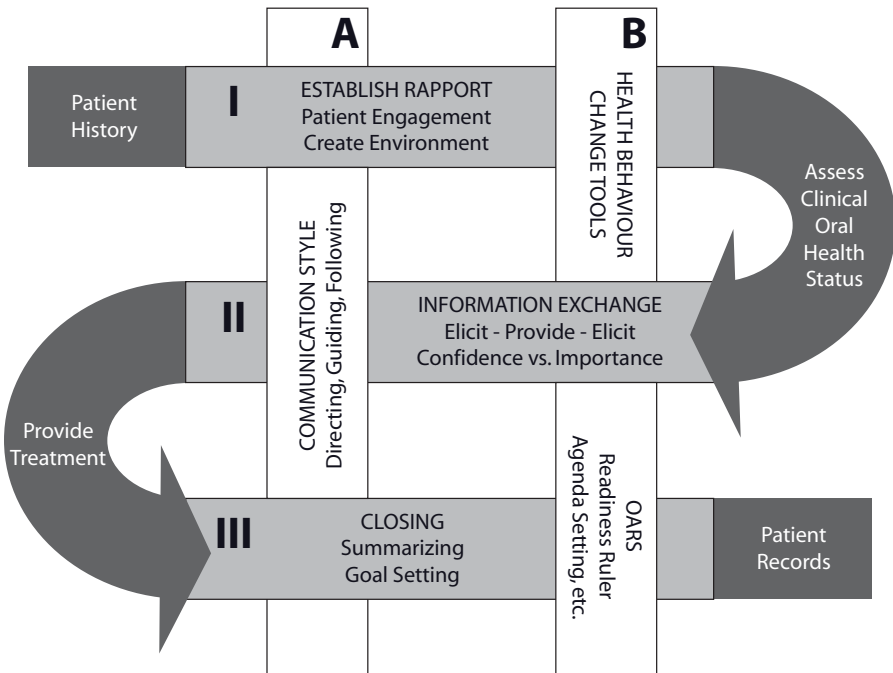 A
B
Patient
History
I
ESTABLISH RAPPORT
Patient Engagement
Create Environment
HEALTH BEHAVIOUR
CHANGE TOOLS
Assess
Clinical
Oral
Health
Status
COMMUNICATION STYLE
Directing, Guiding, Following
II
INFORMATION EXCHANGE
Elicit - Provide - Elicit
Confidence vs. Importance
Provide
Treatment
OARS
Readiness Ruler
Agenda Setting, etc.
III
CLOSING
Summarizing
Goal Setting
Patient
Records